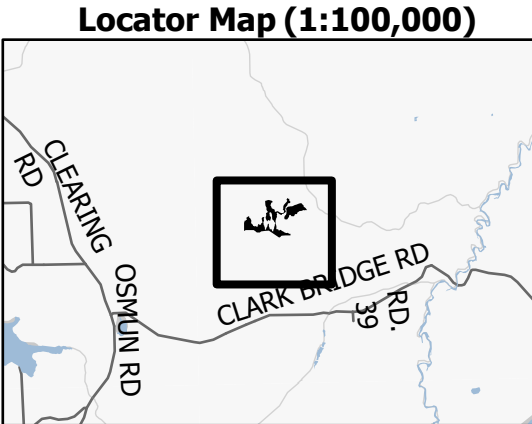 Locator Map (1:100,000)
CLEARING
RD
OSMUN RD
CLARK BRIDGE RD
RD.
39